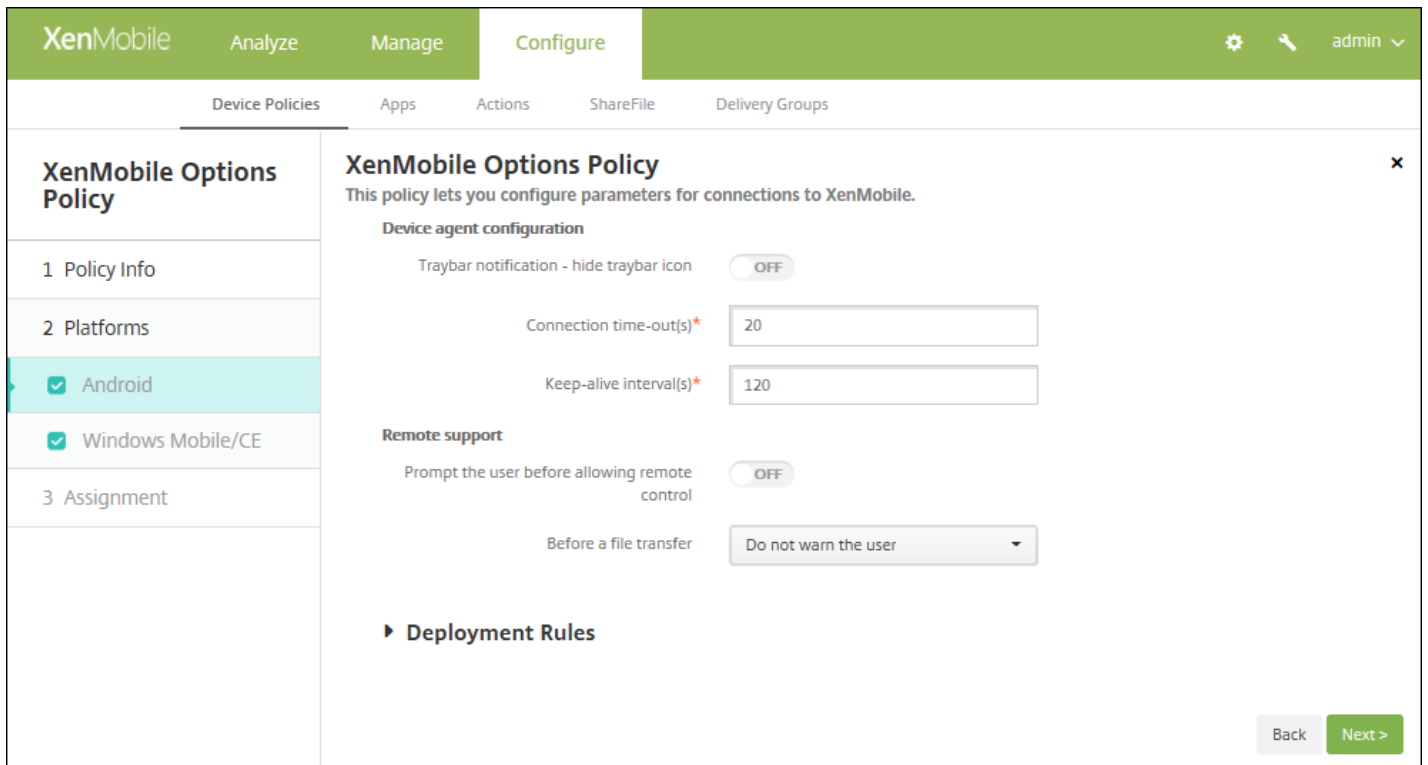 XenMobile Analyze Manage Configure admin
Device Policies Apps Actions ShareFile Delivery Groups
XenMobile Options
Policy
1 Policy Info
2 Platforms
Android
Windows Mobile/CE
3 Assignment
XenMobile Options Policy
This policy lets you configure parameters for connections to XenMobile.
Device agent configuration
Traybar notification - hide traybar icon OFF
Connection time-out(s)* 20
Keep-alive interval(s)* 120
Remote support
Prompt the user before allowing remote
control OFF
Before a file transfer Do not warn the user
Deployment Rules
Back Next >